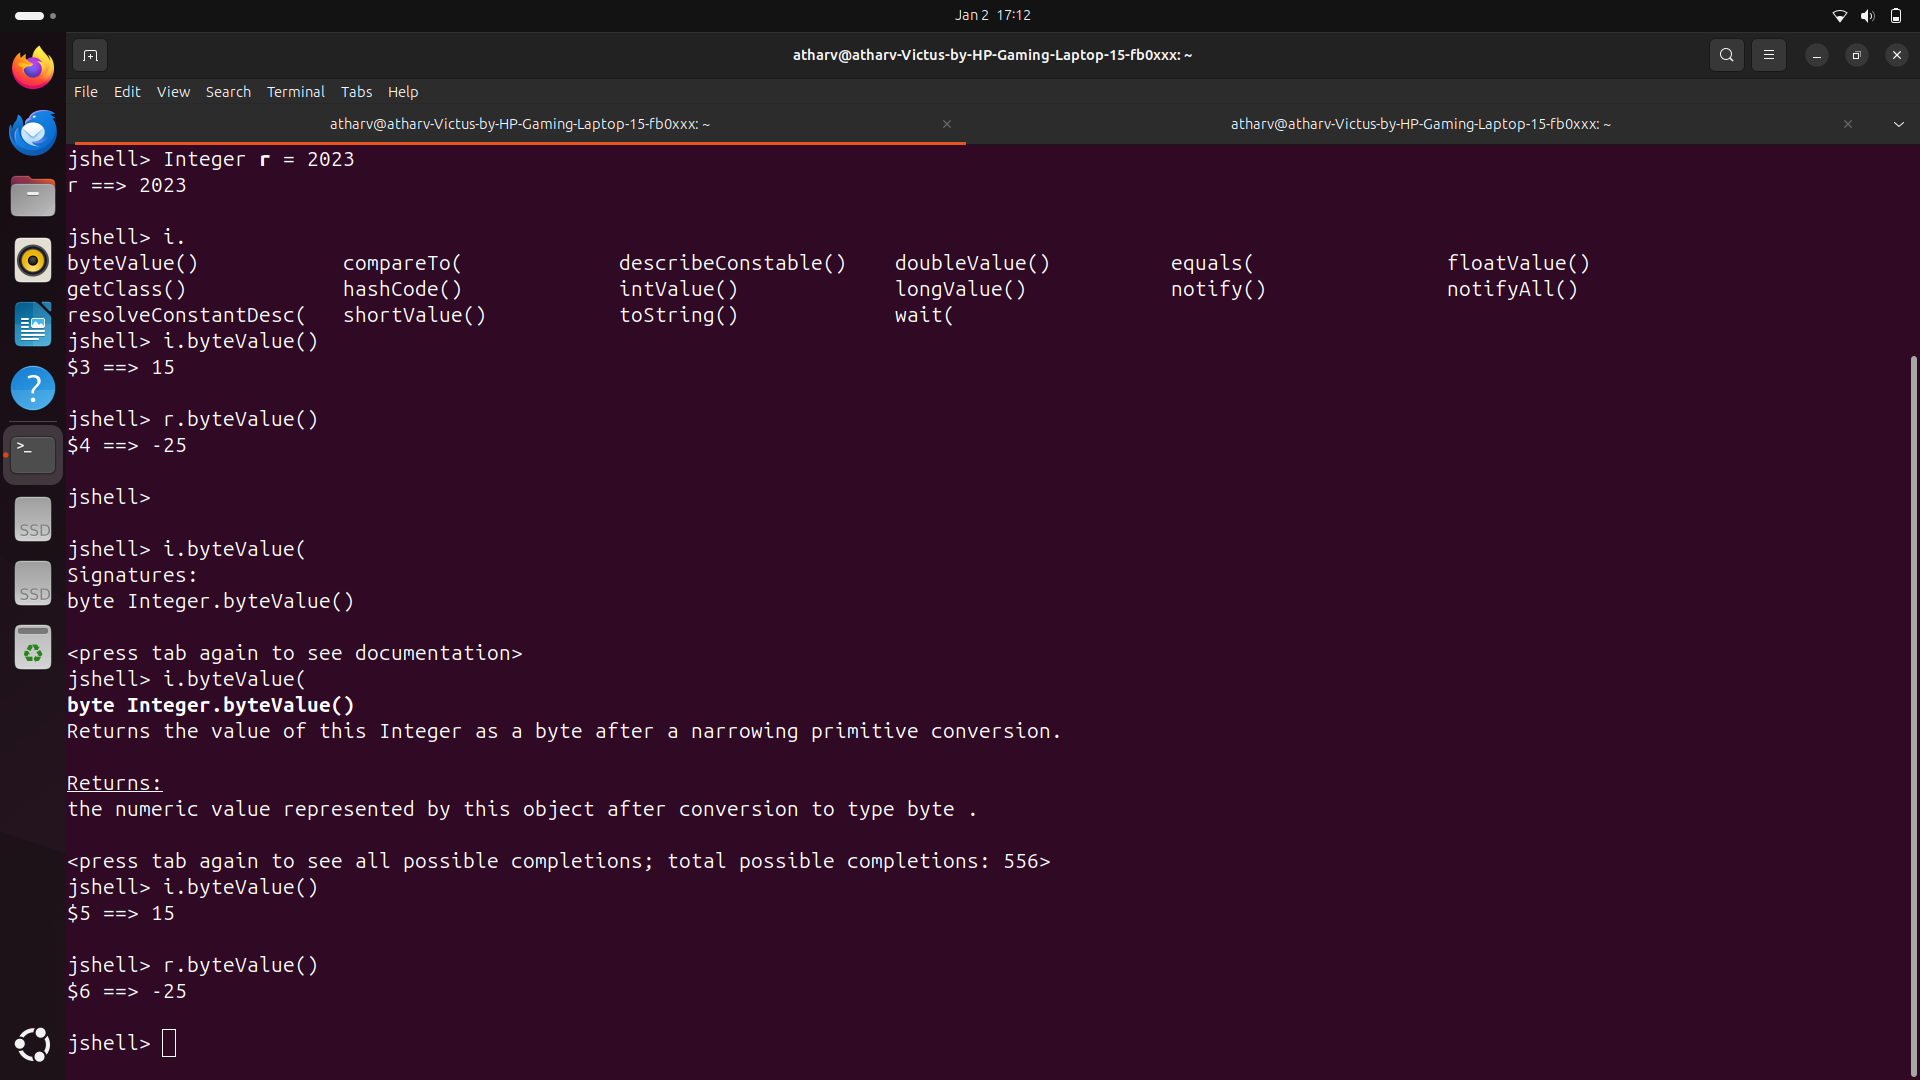 Jan 2 17:12
atharv@atharv-Victus-by-HP-Gaming-Laptop-15-fb0xxx: ~
File Edit View Search Terminal Tabs Help
atharv@atharv-Victus-by-HP-Gaming-Laptop-15-fb0xxx: ~ atharv@atharv-Victus-by-HP-Gaming-Laptop-15-fb0xxx: ~
jshell> Integer r = 2023
r ==> 2023
jshell> i.
byteValue() compareTo( describeConstable() doubleValue() equals( floatValue()
getClass() hashCode() intValue() longValue() notify() notifyAll()
resolveConstantDesc( shortValue() toString() wait(
jshell> i.byteValue()
$3 ==> 15
jshell> r.byteValue()
$4 ==> -25
jshell>
jshell> i.byteValue(
Signatures:
byte Integer.byteValue()
<press tab again to see documentation>
jshell> i.byteValue(
byte Integer.byteValue()
Returns the value of this Integer as a byte after a narrowing primitive conversion.
Returns:
the numeric value represented by this object after conversion to type byte .
<press tab again to see all possible completions; total possible completions: 556>
jshell> i.byteValue()
$5 ==> 15
jshell> r.byteValue()
$6 ==> -25
jshell>
?
>_
SSD
SSD